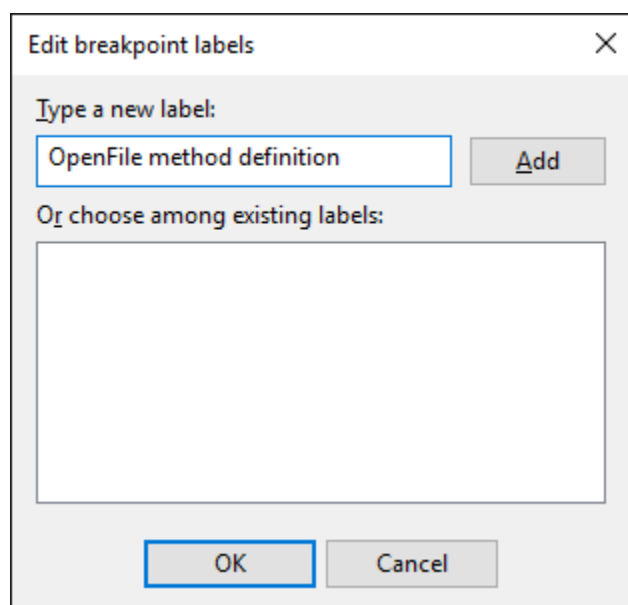 Edit breakpoint labels
Type a new label:
OpenFile method definition
Add
Or choose among existing labels:
OK
Cancel